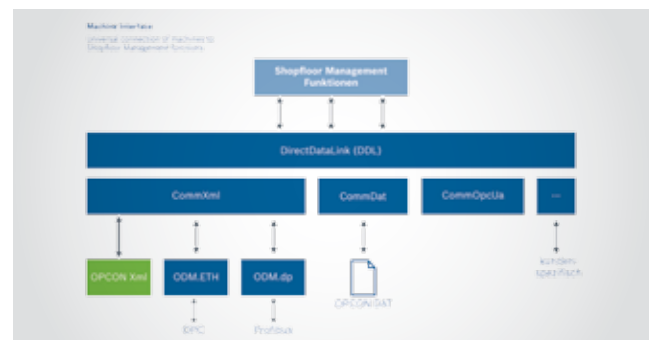 Machine Interface
Universal Connection of machines to
Shopfloor Management functions
Shopfloor Management
Funktionen
DirectDataLink (DDL)
CommXml
CommDat
CommOpcUa
...
OPCON Xml
ODM.ETH
ODM.dp
kunden-
spezifisch
OPCON DAT
Profibus